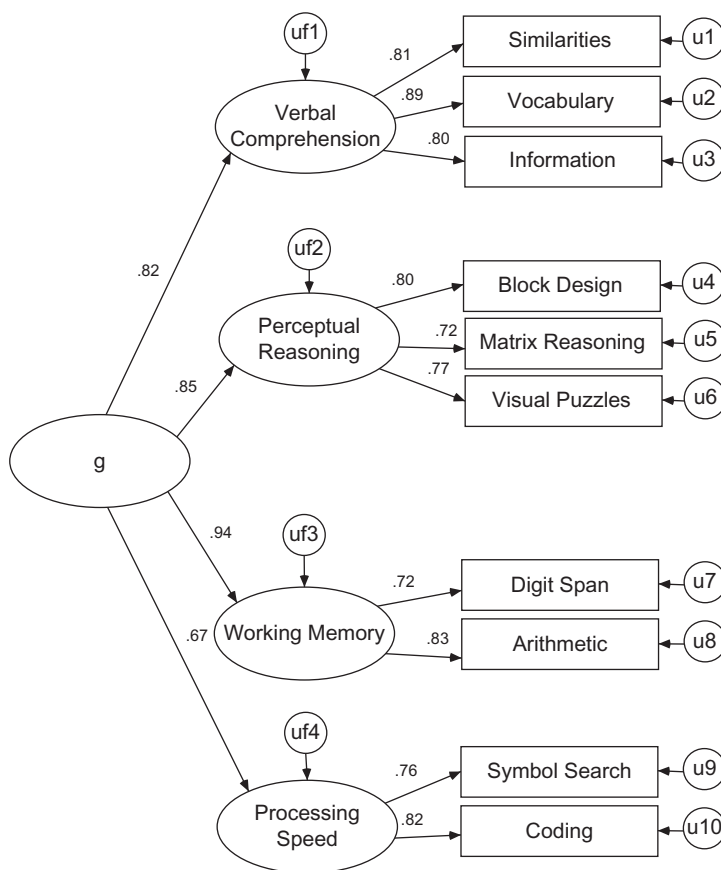 uf1
.81
Similarities
u1
Verbal
Comprehension
.89
Vocabulary
u2
.80
Information
u3
.82
uf2
.80
Block Design
u4
Perceptual
Reasoning
.72
Matrix Reasoning
u5
.77
Visual Puzzles
u6
.85
g
.94
uf3
.72
Digit Span
u7
Working Memory
.83
Arithmetic
u8
.67
uf4
.76
Symbol Search
u9
Processing
Speed
.82
Coding
u10